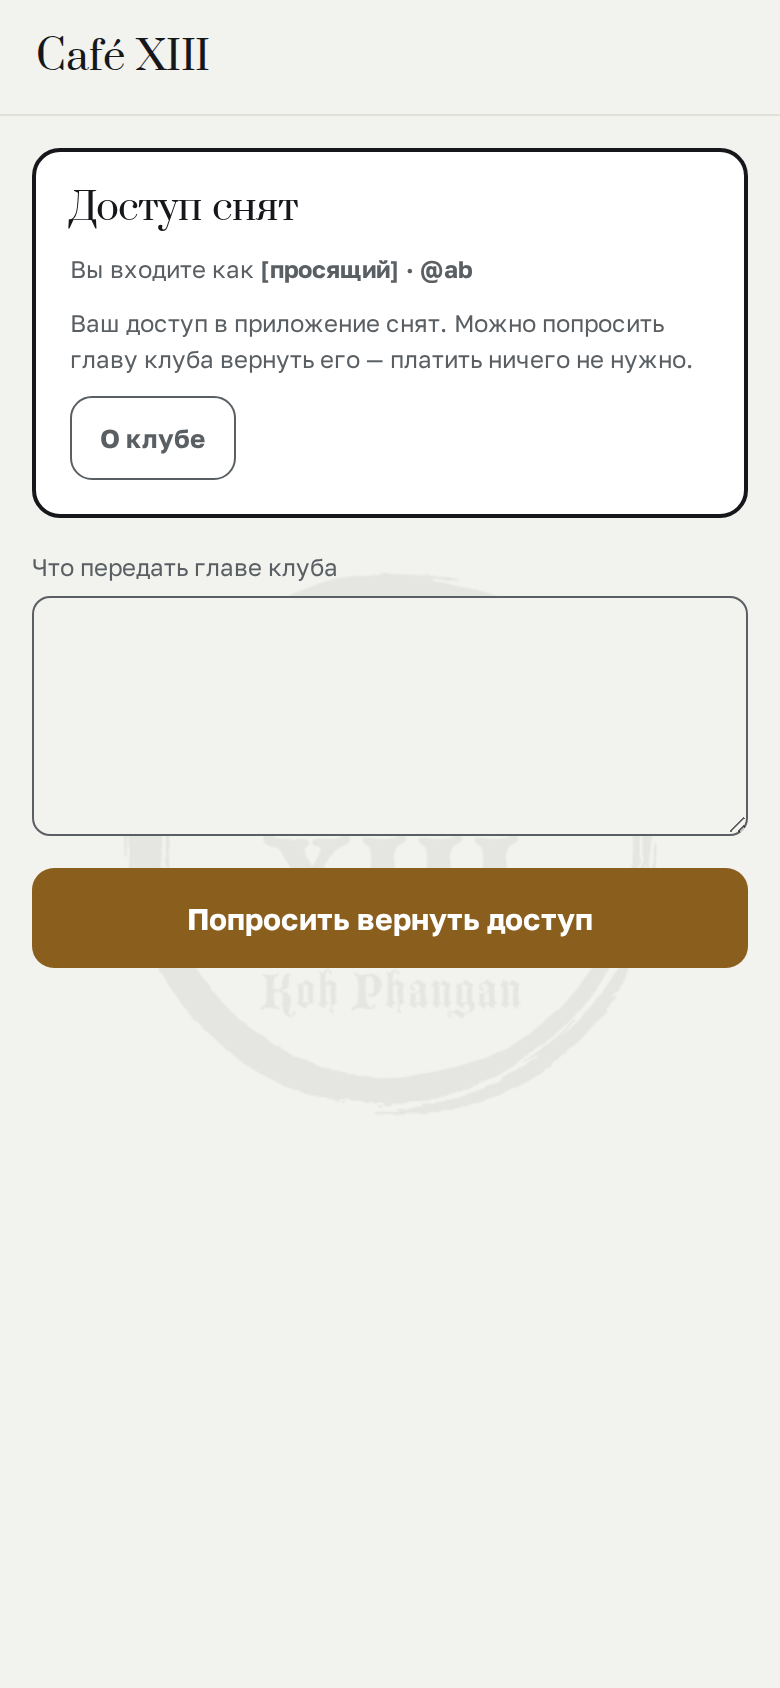 Café XIII
Доступ снят
Вы входите как [просящий] · @ab
Ваш доступ в приложение снят. Можно попросить
главу клуба вернуть его — платить ничего не нужно.
О клубе
Что передать главе клуба
XIII
Попросить вернуть доступ
Koh Phangan